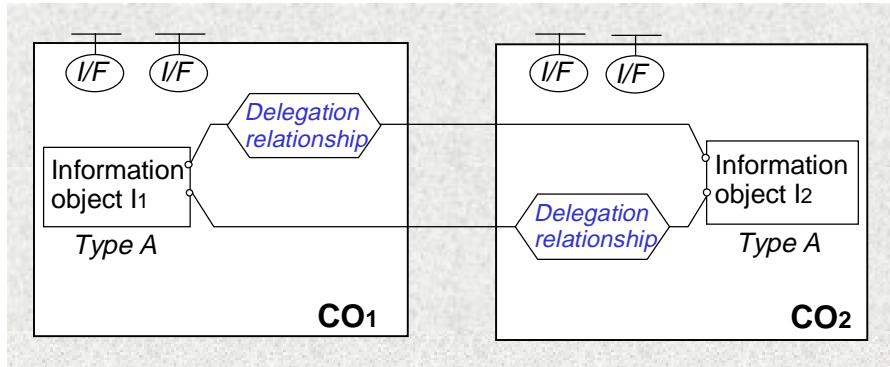 I/F
I/F
I/F
I/F
Delegation
relationship
Information
object I1
Type A
CO1
Information
object I2
Type A
Delegation
relationship
CO2